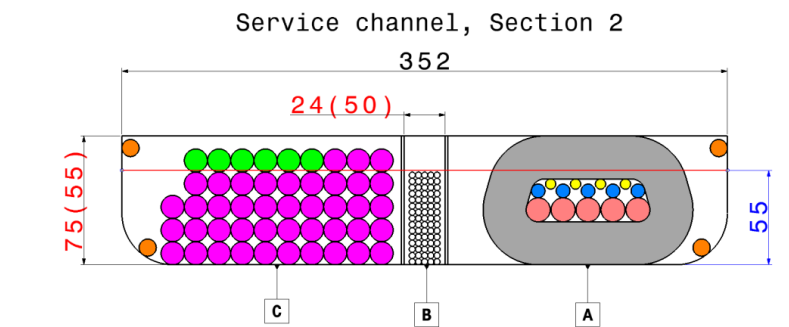 Service channel, Section 2
352
24(50)
75(55)
55
C
B
A